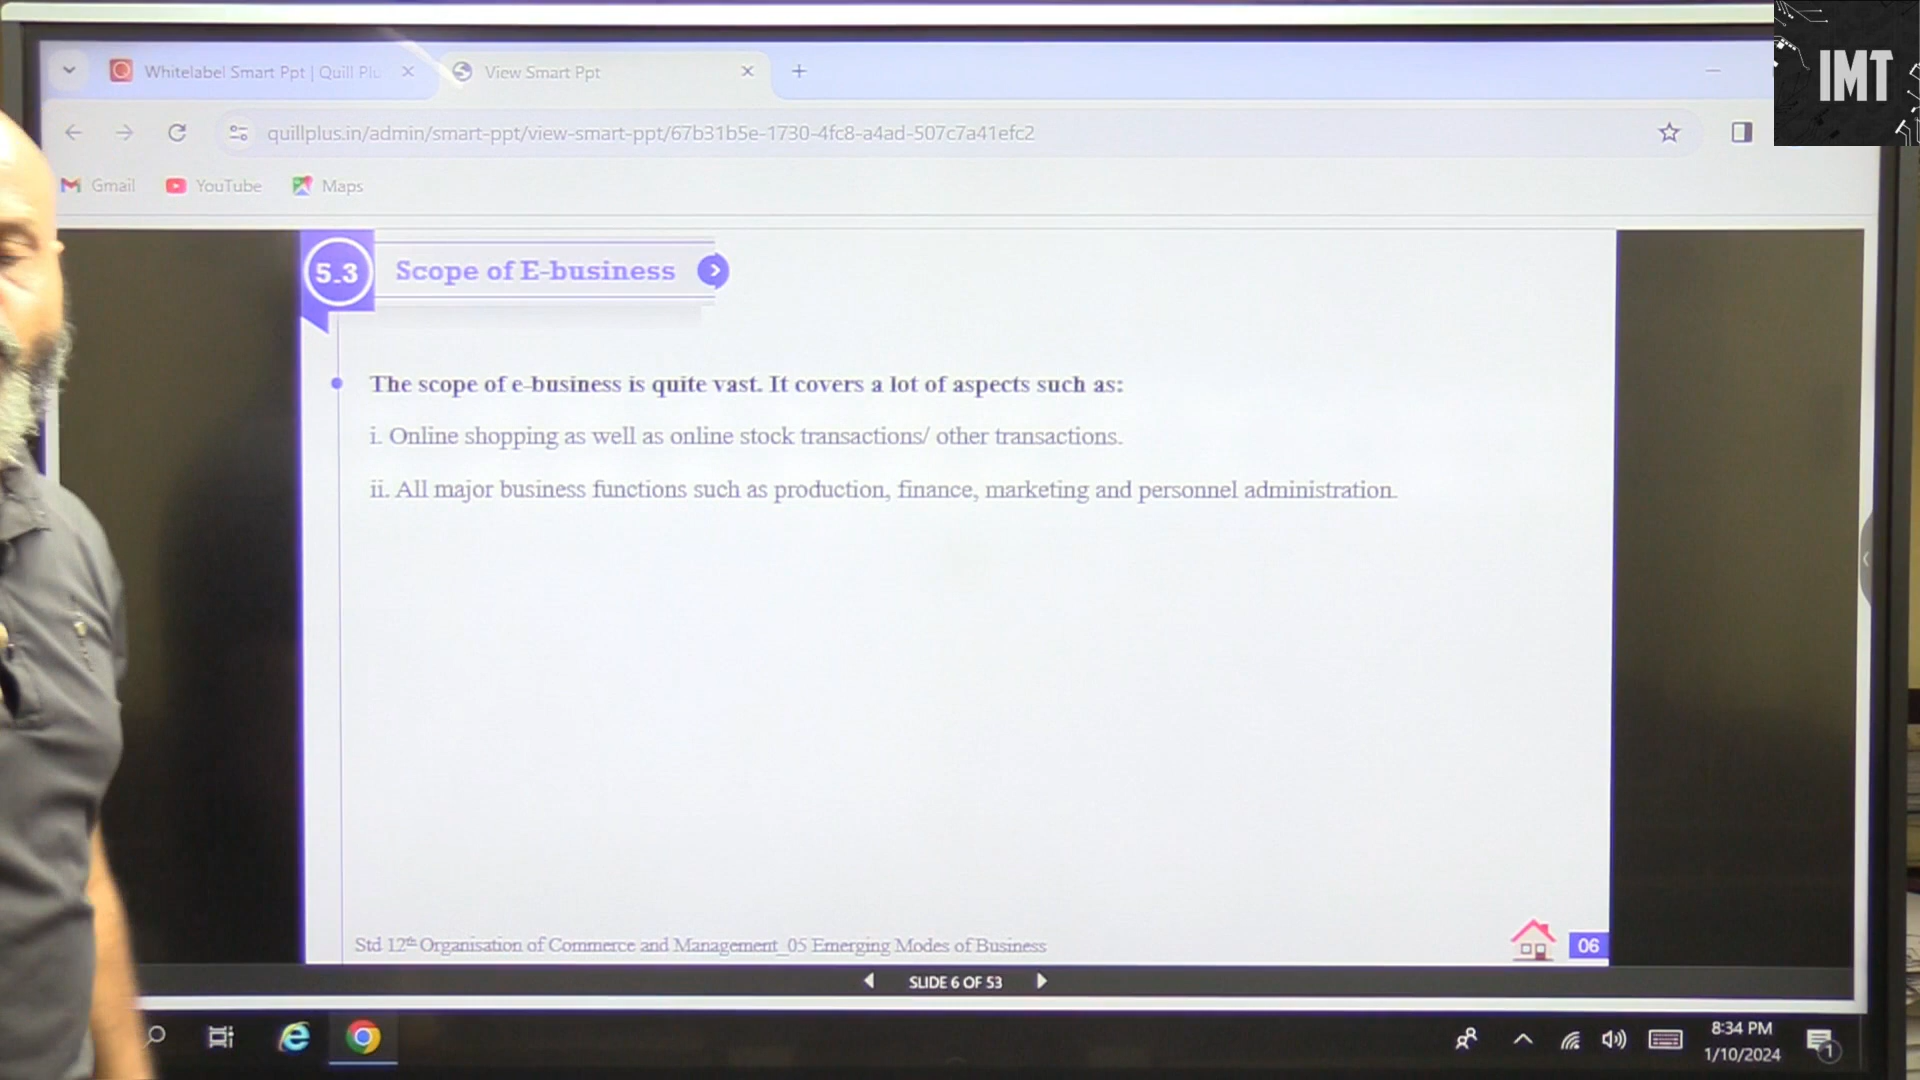 IMT
Whitelabel Smart Ppt | Quill Plu
View Smart Ppt
quillplus.in/admin/smart-ppt/view-smart-ppt/67b31b5e-1730-4fc8-a4ad-507c7a41efc2
Gmail YouTube Maps
5.3 Scope of E-business
The scope of e-business is quite vast. It covers a lot of aspects such as:
i. Online shopping as well as online stock transactions/ other transactions.
ii. All major business functions such as production, finance, marketing and personnel administration.
Std 12th Organisation of Commerce and Management_05 Emerging Modes of Business
06
SLIDE 6 OF 53
8:34 PM
1/10/2024
1